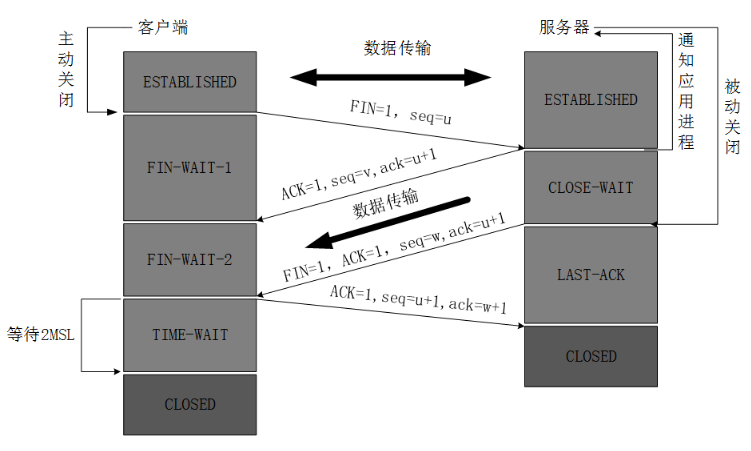 客户端
服务器
主动关闭
数据传输
通知应用进程
被动关闭
ESTABLISHED
ESTABLISHED
FIN=1, seq=u
FIN-WAIT-1
ACK=1,seq=v,ack=u+1
CLOSE-WAIT
数据传输
FIN-WAIT-2
FIN=1, ACK=1, seq=w,ack=u+1
LAST-ACK
ACK=1,seq=u+1,ack=w+1
等待2MSL
TIME-WAIT
CLOSED
CLOSED